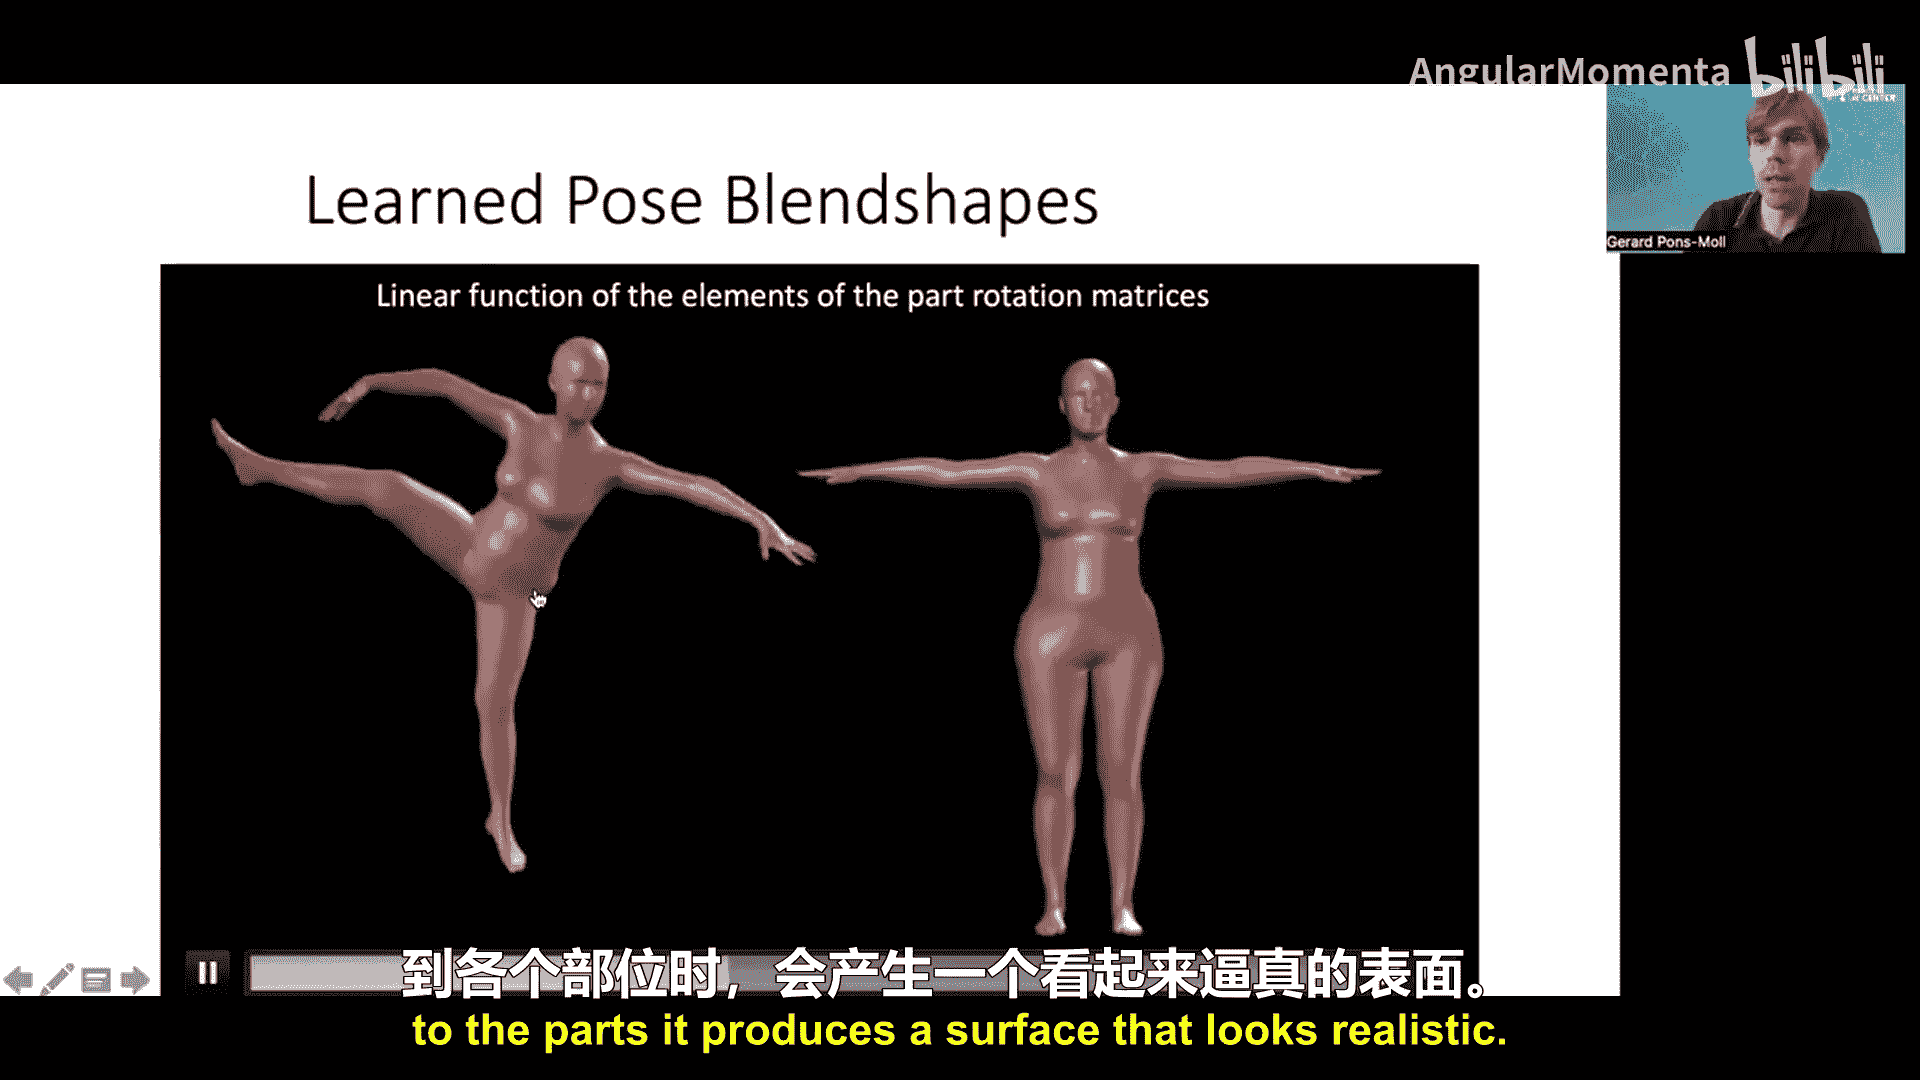 AngularMomenta bilibili
Gerard Pons-Moll
Learned Pose Blendshapes
Linear function of the elements of the part rotation matrices
到各个部位时，会产生一个看起来逼真的表面。
to the parts it produces a surface that looks realistic.